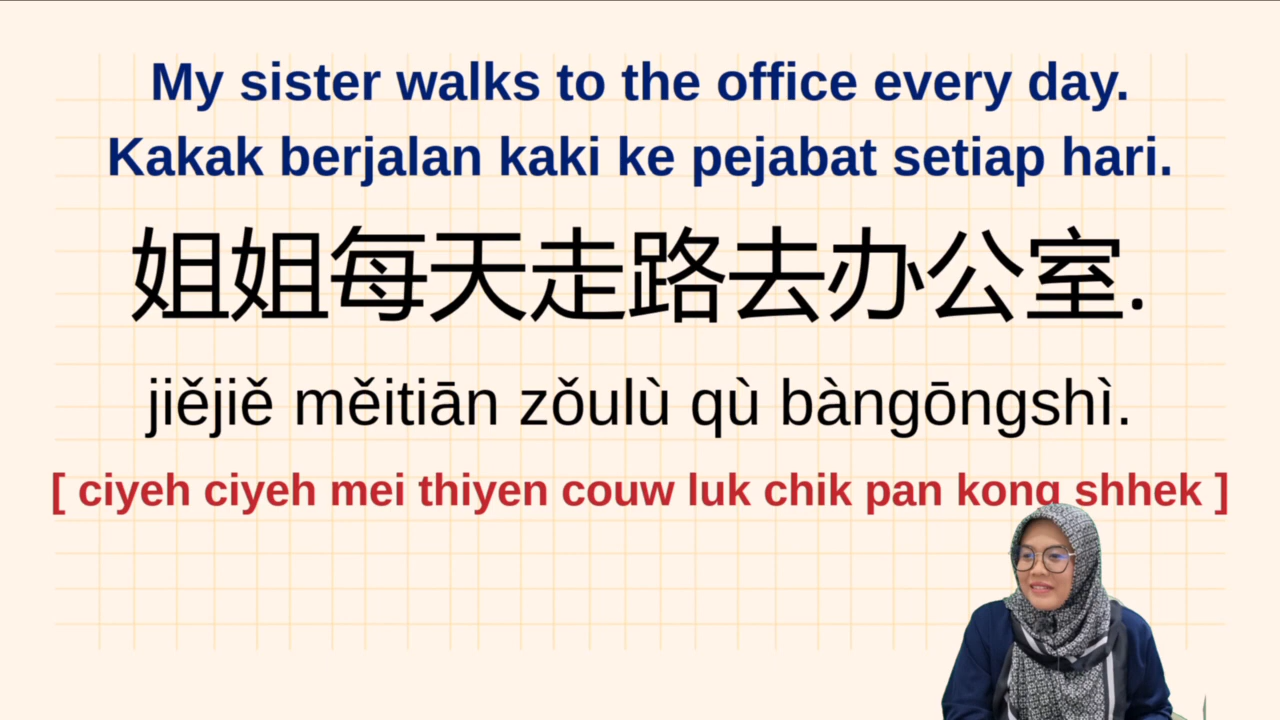 My sister walks to the office every day.
Kakak berjalan kaki ke pejabat setiap hari.
姐姐每天走路去办公室.
jiějiě měitiān zǒulù qù bàngōngshì.
[ ciyeh ciyeh mei thiyen couw luk chik pan kong shhek ]